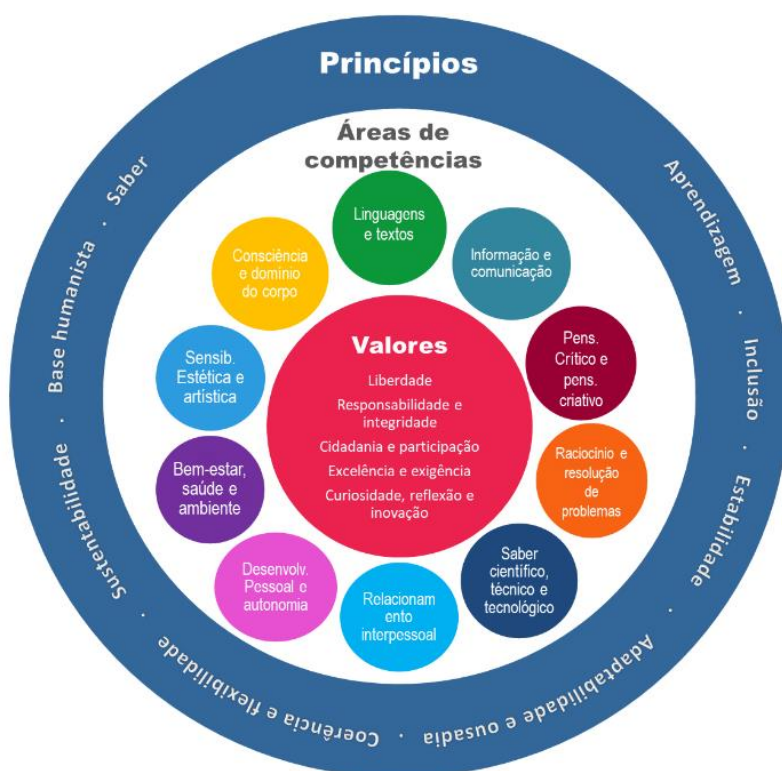 Princípios
Áreas de
competências
Linguagens
e textos
Informação e
comunicação
Pens.
Crítico e
pens.
criativo
Raciocínio e
resolução
de
problemas
Saber
científico,
técnico e
tecnológico
Relacionam
ento
interpessoal
Desenvolv.
Pessoal e
autonomia
Bem-estar,
saúde e
ambiente
Sensib.
Estética e
artística
Consciência
e domínio
do corpo
Valores
Liberdade
Responsabilidade e
integridade
Cidadania e participação
Excelência e exigência
Curiosidade, reflexão e
inovação
Aprendizagem · Inclusão · Estabilidade · Adaptabilidade e ousadia · Coerência e flexibilidade · Sustentabilidade · Base humanista · Saber